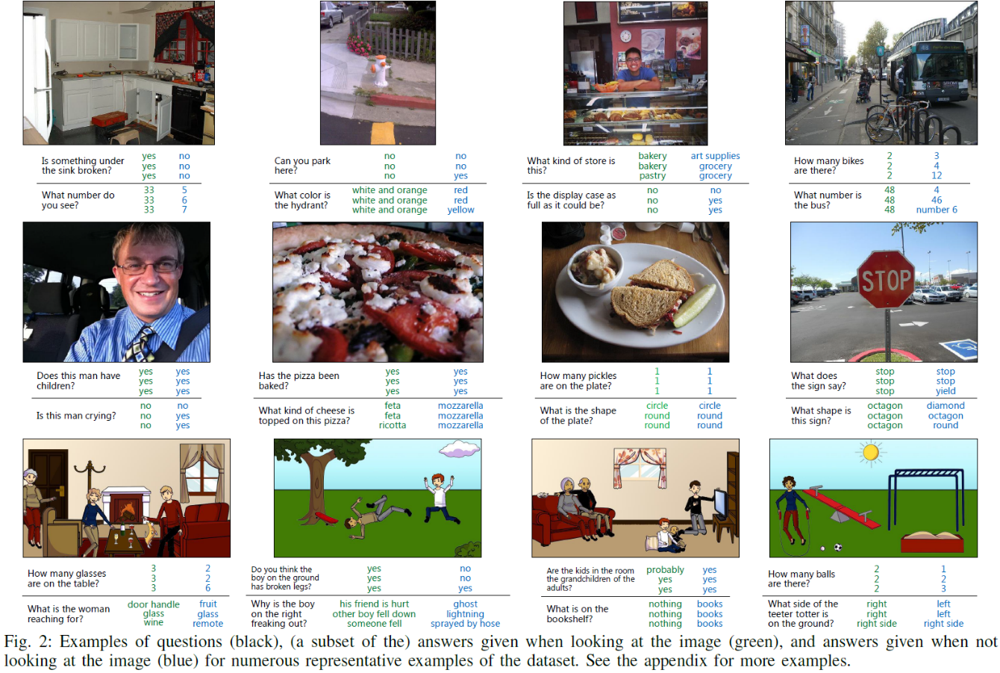 Is something under
the sink broken?
yes
yes
yes
no
no
no
What number do
you see?
33
33
33
5
6
7
Can you park
here?
no
no
no
no
no
yes
What color is
the hydrant?
white and orange
white and orange
white and orange
red
red
yellow
What kind of store is
this?
bakery
bakery
pastry
art supplies
grocery
grocery
Is the display case as
full as it could be?
no
no
no
no
yes
yes
48
How many bikes
are there?
2
2
2
3
4
12
What number is
the bus?
48
48
48
4
46
number 6
Does this man have
children?
yes
yes
yes
yes
yes
yes
Is this man crying?
no
no
no
no
yes
yes
Has the pizza been
baked?
yes
yes
yes
yes
yes
yes
What kind of cheese is
topped on this pizza?
feta
feta
ricotta
mozzarella
mozzarella
mozzarella
How many pickles
are on the plate?
1
1
1
1
1
1
What is the shape
of the plate?
circle
round
round
circle
round
round
STOP
What does
the sign say?
stop
stop
stop
stop
stop
yield
What shape is
this sign?
octagon
octagon
octagon
diamond
octagon
round
How many glasses
are on the table?
3
3
3
2
2
6
What is the woman
reaching for?
door handle
glass
wine
fruit
glass
remote
Do you think the
boy on the ground
has broken legs?
yes
yes
yes
no
no
yes
Why is the boy
on the right
freaking out?
his friend is hurt
other boy fell down
someone fell
ghost
lightning
sprayed by hose
Are the kids in the room
the grandchildren of the
adults?
probably
yes
yes
yes
yes
yes
What is on the
bookshelf?
nothing
nothing
nothing
books
books
books
How many balls
are there?
2
2
2
1
2
3
What side of the
teeter totter is
on the ground?
right
right
right side
left
left
right side
Fig. 2: Examples of questions (black), (a subset of the) answers given when looking at the image (green), and answers given when not
looking at the image (blue) for numerous representative examples of the dataset. See the appendix for more examples.